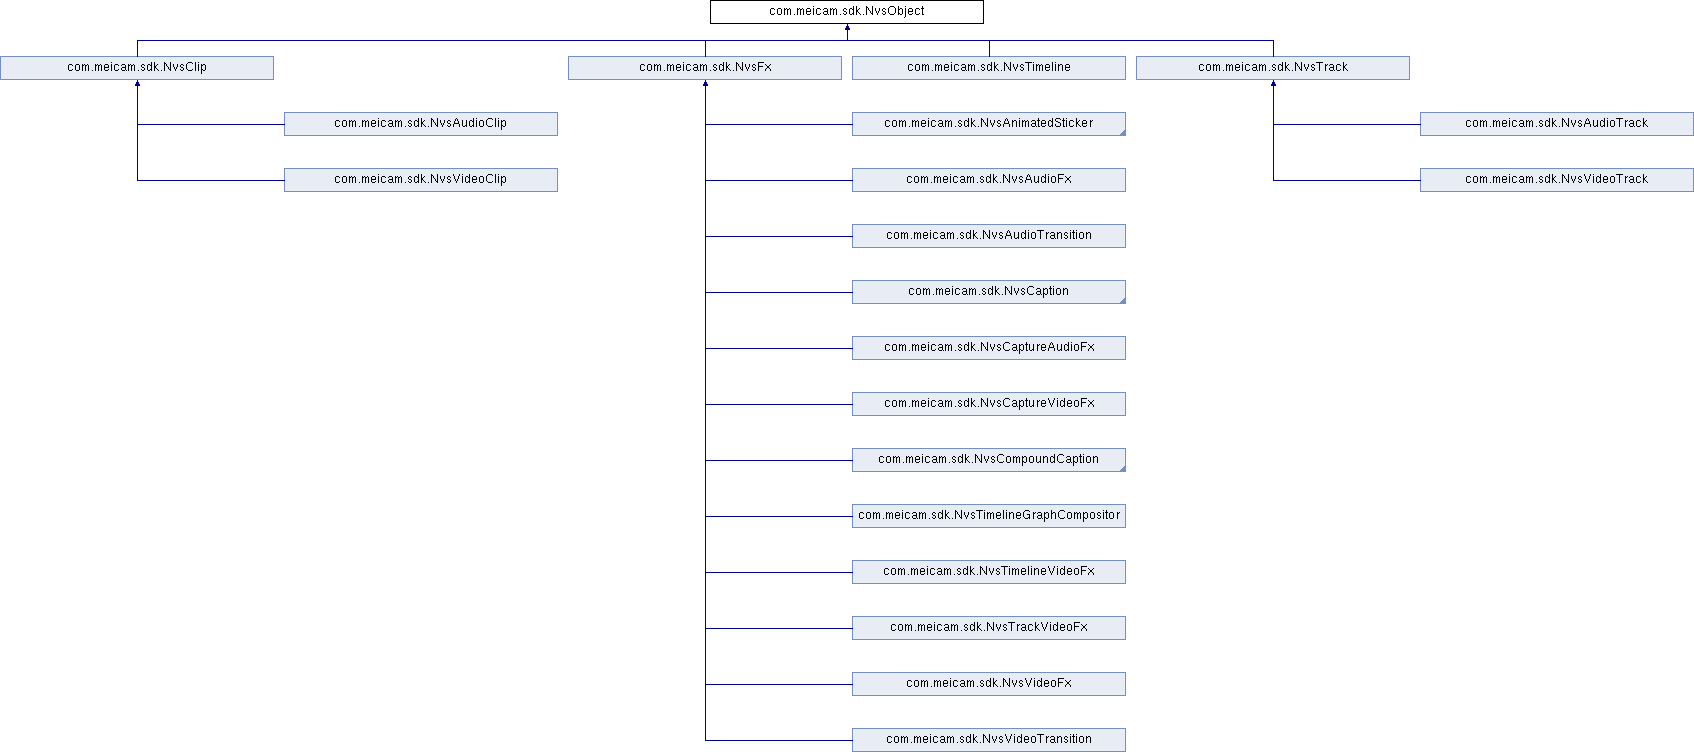 com.meicam.sdk.NvsObject
com.meicam.sdk.NvsClip
com.meicam.sdk.NvsFx
com.meicam.sdk.NvsTimeline
com.meicam.sdk.NvsTrack
com.meicam.sdk.NvsAudioClip
com.meicam.sdk.NvsAnimatedSticker
com.meicam.sdk.NvsAudioTrack
com.meicam.sdk.NvsVideoClip
com.meicam.sdk.NvsAudioFx
com.meicam.sdk.NvsVideoTrack
com.meicam.sdk.NvsAudioTransition
com.meicam.sdk.NvsCaption
com.meicam.sdk.NvsCaptureAudioFx
com.meicam.sdk.NvsCaptureVideoFx
com.meicam.sdk.NvsCompoundCaption
com.meicam.sdk.NvsTimelineGraphCompositor
com.meicam.sdk.NvsTimelineVideoFx
com.meicam.sdk.NvsTrackVideoFx
com.meicam.sdk.NvsVideoFx
com.meicam.sdk.NvsVideoTransition